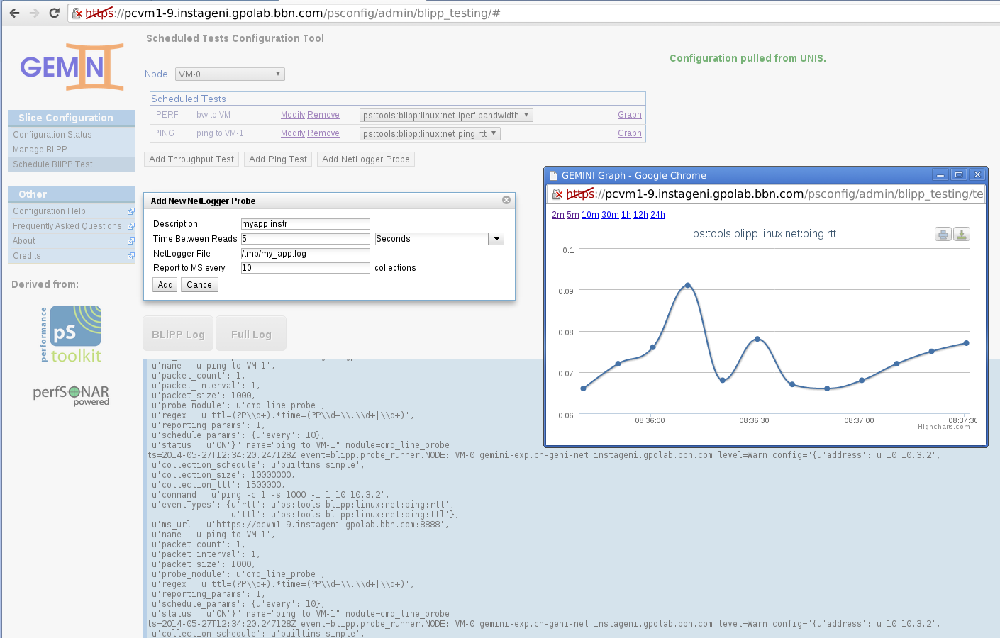 https://pcvm1-9.instageni.gpolab.bbn.com/psconfig/admin/blipp_testing/#
GEMINI
Slice Configuration
Configuration Status
Manage BliPP
Schedule BliPP Test
Other
Configuration Help
Frequently Asked Questions
About
Credits
Derived from:
performance
pS
toolkit
perfSONAR
powered
Scheduled Tests Configuration Tool
Configuration pulled from UNIS.
Node: VM-0
Scheduled Tests
IPERF bw to VM Modify Remove ps:tools:blipp:linux:net:iperf:bandwidth Graph
PING ping to VM-1 Modify Remove ps:tools:blipp:linux:net:ping:rtt Graph
Add Throughput Test Add Ping Test Add NetLogger Probe
Add New NetLogger Probe
Description myapp instr
Time Between Reads 5 Seconds
NetLogger File /tmp/my_app.log
Report to MS every 10 collections
Add Cancel
BLiPP Log Full Log
GEMINI Graph - Google Chrome
https://pcvm1-9.instageni.gpolab.bbn.com/psconfig/admin/blipp_testing/te
2m 5m 10m 30m 1h 12h 24h
ps:tools:blipp:linux:net:ping:rtt
0.1
0.09
0.08
0.07
0.06
08:36:00 08:36:30 08:37:00 08:37:30
Highcharts.com
u'name': u'ping to VM-1',
u'packet_count': 1,
u'packet_interval': 1,
u'packet_size': 1000,
u'probe_module': u'cmd_line_probe',
u'regex': u'ttl=(?P\\d+).*time=(?P\\d+\\.\\d+|\\d+)',
u'reporting_params': 1,
u'schedule_params': {u'every': 10},
u'status': u'ON'}" name="ping to VM-1" module=cmd_line_probe
ts=2014-05-27T12:34:20.247128Z event=blipp.probe_runner.NODE: VM-0.gemini-exp.ch-geni-net.instageni.gpolab.bbn.com level=Warn config="{u'address': u'10.10.3.2',
u'collection_schedule': u'builtins.simple',
u'collection_size': 10000000,
u'collection_ttl': 1500000,
u'command': u'ping -c 1 -s 1000 -i 1 10.10.3.2',
u'eventTypes': {u'rtt': u'ps:tools:blipp:linux:net:ping:rtt',
u'ttl': u'ps:tools:blipp:linux:net:ping:ttl'},
u'ms_url': u'https://pcvm1-9.instageni.gpolab.bbn.com:8888',
u'name': u'ping to VM-1',
u'packet_count': 1,
u'packet_interval': 1,
u'packet_size': 1000,
u'probe_module': u'cmd_line_probe',
u'regex': u'ttl=(?P\\d+).*time=(?P\\d+\\.\\d+|\\d+)',
u'reporting_params': 1,
u'schedule_params': {u'every': 10},
u'status': u'ON'}" name="ping to VM-1" module=cmd_line_probe
ts=2014-05-27T12:34:20.247128Z event=blipp.probe_runner.NODE: VM-0.gemini-exp.ch-geni-net.instageni.gpolab.bbn.com level=Warn config="{u'address': u'10.10.3.2',
u'collection_schedule': u'builtins.simple',